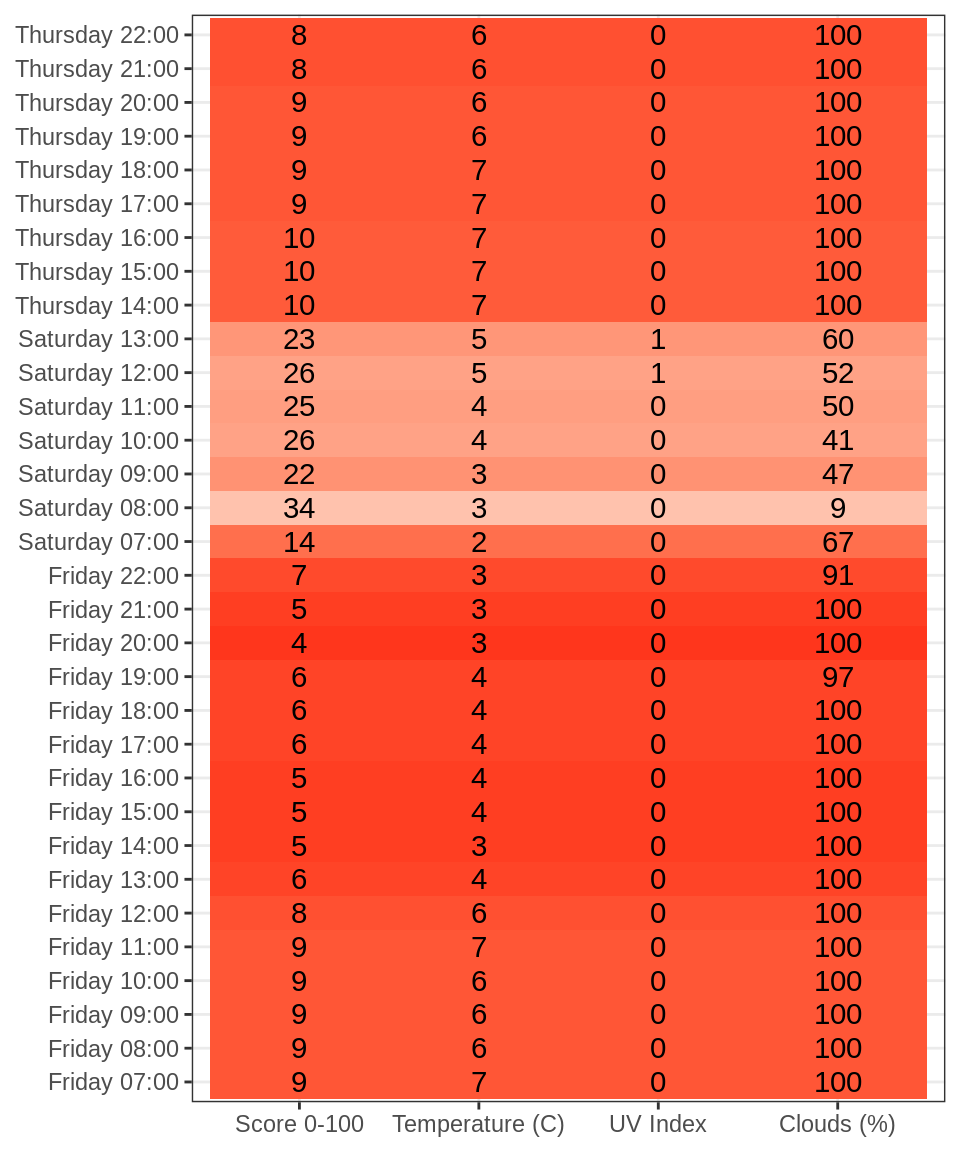 Thursday 22:00 8 6 0 100
Thursday 21:00 8 6 0 100
Thursday 20:00 9 6 0 100
Thursday 19:00 9 6 0 100
Thursday 18:00 9 7 0 100
Thursday 17:00 9 7 0 100
Thursday 16:00 10 7 0 100
Thursday 15:00 10 7 0 100
Thursday 14:00 10 7 0 100
Saturday 13:00 23 5 1 60
Saturday 12:00 26 5 1 52
Saturday 11:00 25 4 0 50
Saturday 10:00 26 4 0 41
Saturday 09:00 22 3 0 47
Saturday 08:00 34 3 0 9
Saturday 07:00 14 2 0 67
Friday 22:00 7 3 0 91
Friday 21:00 5 3 0 100
Friday 20:00 4 3 0 100
Friday 19:00 6 4 0 97
Friday 18:00 6 4 0 100
Friday 17:00 6 4 0 100
Friday 16:00 5 4 0 100
Friday 15:00 5 4 0 100
Friday 14:00 5 3 0 100
Friday 13:00 6 4 0 100
Friday 12:00 8 6 0 100
Friday 11:00 9 7 0 100
Friday 10:00 9 6 0 100
Friday 09:00 9 6 0 100
Friday 08:00 9 6 0 100
Friday 07:00 9 7 0 100
Score 0-100 Temperature (C) UV Index Clouds (%)